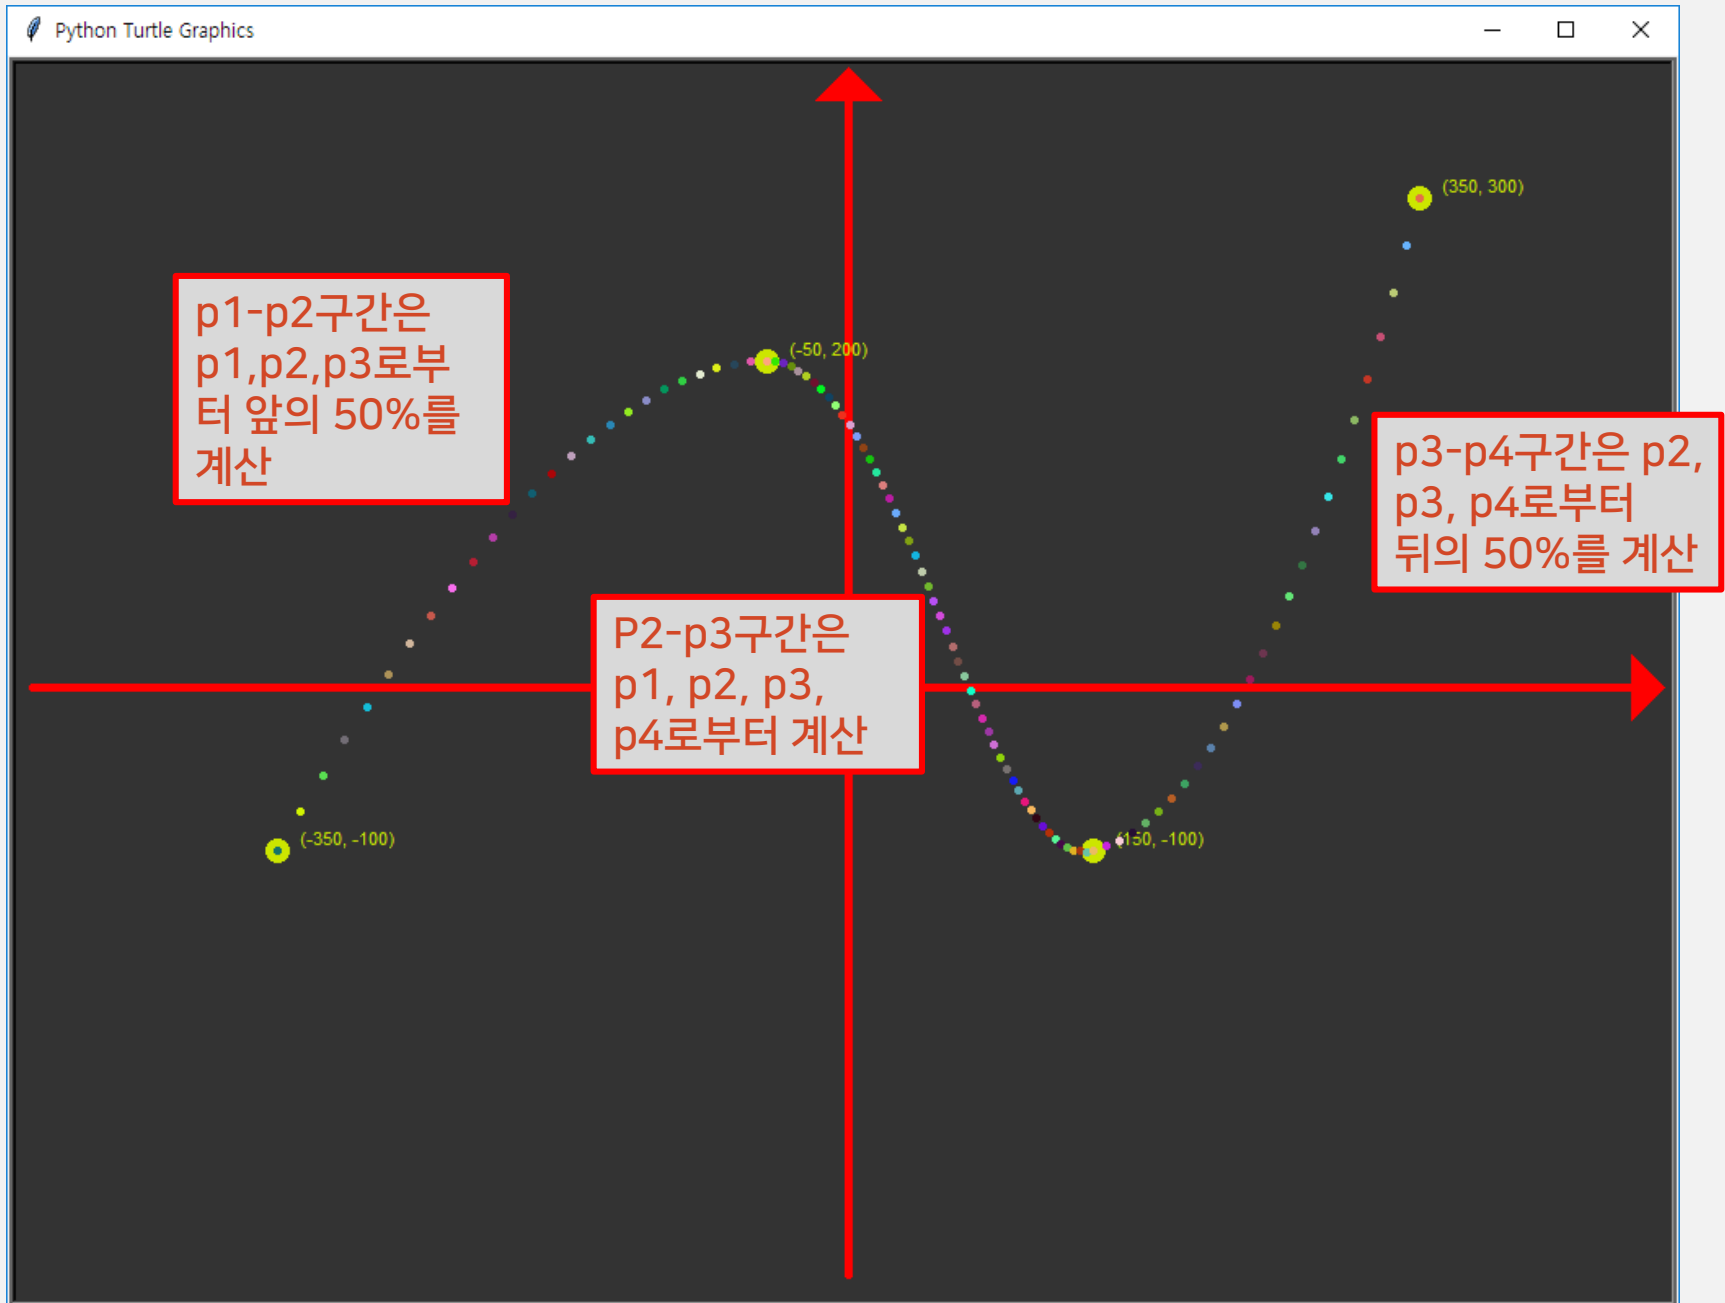 Python Turtle Graphics
(350, 300)
p1-p2구간은
p1,p2,p3로부
터 앞의 50%를
계산
(-50, 200)
p3-p4구간은 p2,
p3, p4로부터
뒤의 50%를 계산
P2-p3구간은
p1, p2, p3,
p4로부터 계산
(-350, -100)
(150, -100)